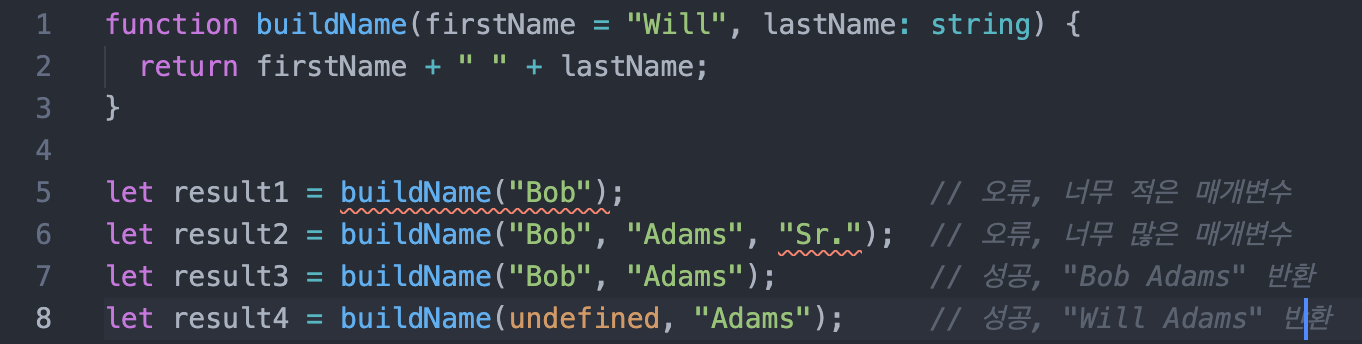 1 function buildName(firstName = "Will", lastName: string) {
2 return firstName + " " + lastName;
3 }
4
5 let result1 = buildName("Bob"); // 오류, 너무 적은 매개변수
6 let result2 = buildName("Bob", "Adams", "Sr."); // 오류, 너무 많은 매개변수
7 let result3 = buildName("Bob", "Adams"); // 성공, "Bob Adams" 반환
8 let result4 = buildName(undefined, "Adams"); // 성공, "Will Adams" 반환